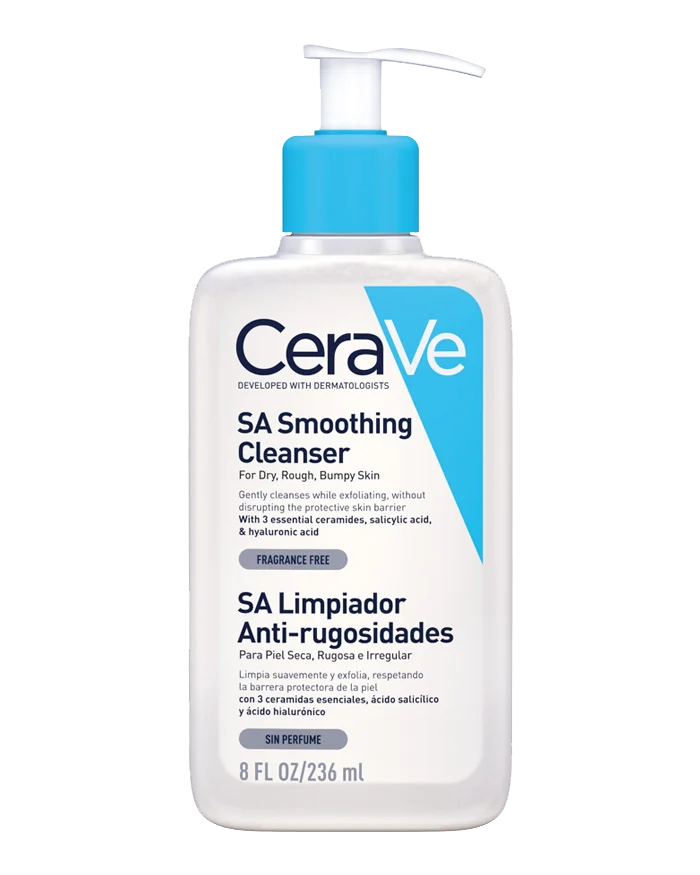 CeraVe
DEVELOPED WITH DERMATOLOGISTS
SA Smoothing
Cleanser
For Dry, Rough, Bumpy Skin
Gently cleanses while exfoliating, without
disrupting the protective skin barrier
With 3 essential ceramides, salicylic acid,
& hyaluronic acid
FRAGRANCE FREE
SA Limpiador
Anti-rugosidades
Para Piel Seca, Rugosa e Irregular
Limpia suavemente y exfolia, respetando
la barrera protectora de la piel
con 3 ceramidas esenciales, ácido salicílico
y ácido hialurónico
SIN PERFUME
8 FL OZ/236 ml